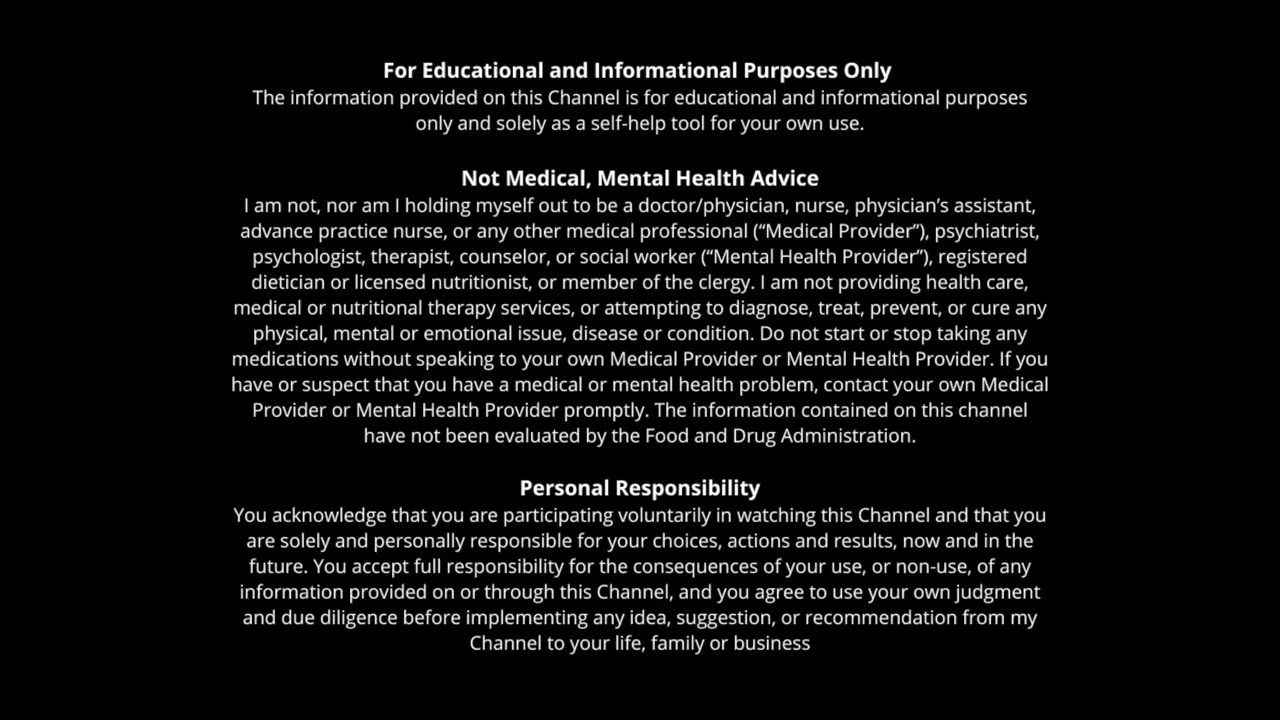 For Educational and Informational Purposes Only
The information provided on this Channel is for educational and informational purposes
only and solely as a self-help tool for your own use.
Not Medical, Mental Health Advice
I am not, nor am I holding myself out to be a doctor/physician, nurse, physician’s assistant,
advance practice nurse, or any other medical professional (“Medical Provider”), psychiatrist,
psychologist, therapist, counselor, or social worker (“Mental Health Provider”), registered
dietician or licensed nutritionist, or member of the clergy. I am not providing health care,
medical or nutritional therapy services, or attempting to diagnose, treat, prevent, or cure any
physical, mental or emotional issue, disease or condition. Do not start or stop taking any
medications without speaking to your own Medical Provider or Mental Health Provider. If you
have or suspect that you have a medical or mental health problem, contact your own Medical
Provider or Mental Health Provider promptly. The information contained on this channel
have not been evaluated by the Food and Drug Administration.
Personal Responsibility
You acknowledge that you are participating voluntarily in watching this Channel and that you
are solely and personally responsible for your choices, actions and results, now and in the
future. You accept full responsibility for the consequences of your use, or non-use, of any
information provided on or through this Channel, and you agree to use your own judgment
and due diligence before implementing any idea, suggestion, or recommendation from my
Channel to your life, family or business